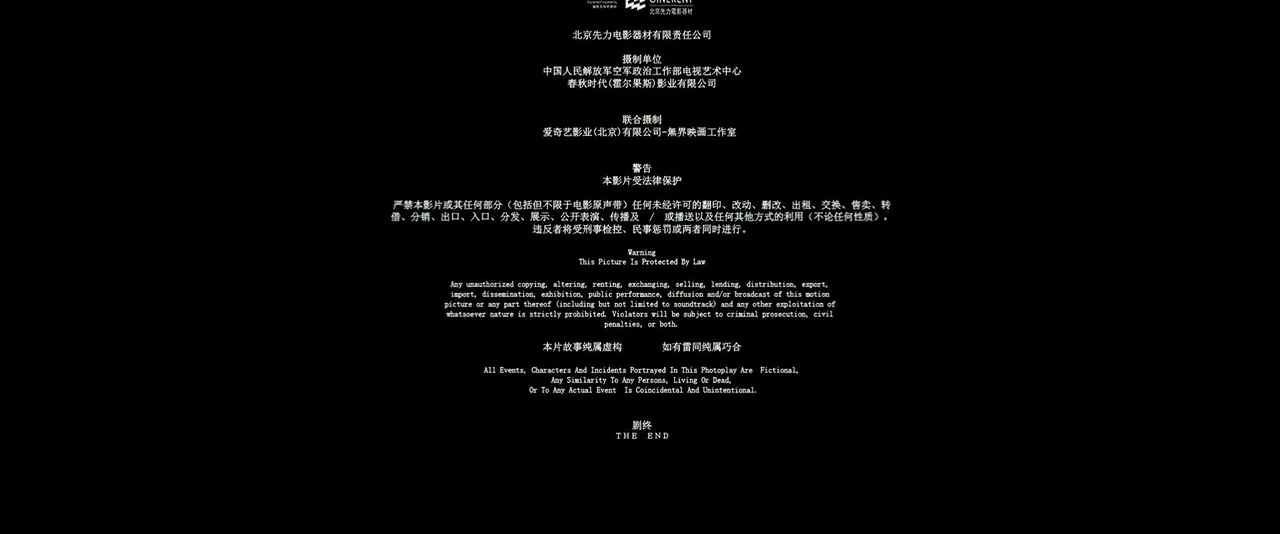 CINERENT
北京先力電影器材
北京先力电影器材有限责任公司
摄制单位
中国人民解放军空军政治工作部电视艺术中心
春秋时代(霍尔果斯)影业有限公司
联合摄制
爱奇艺影业(北京)有限公司-無界映画工作室
警告
本影片受法律保护
严禁本影片或其任何部分（包括但不限于电影原声带）任何未经许可的翻印、改动、删改、出租、交换、售卖、转
借、分销、出口、入口、分发、展示、公开表演、传播及 / 或播送以及任何其他方式的利用（不论任何性质），
违反者将受刑事检控、民事惩罚或两者同时进行。
Warning
This Picture Is Protected By Law
Any unauthorized copying, altering, renting, exchanging, selling, lending, distribution, export,
import, dissemination, exhibition, public performance, diffusion and/or broadcast of this motion
picture or any part thereof (including but not limited to soundtrack) and any other exploitation of
whatsoever nature is strictly prohibited. Violators will be subject to criminal prosecution, civil
penalties, or both.
本片故事纯属虚构 如有雷同纯属巧合
All Events, Characters And Incidents Portrayed In This Photoplay Are Fictional,
Any Similarity To Any Persons, Living Or Dead,
Or To Any Actual Event Is Coincidental And Unintentional.
剧终
THE END